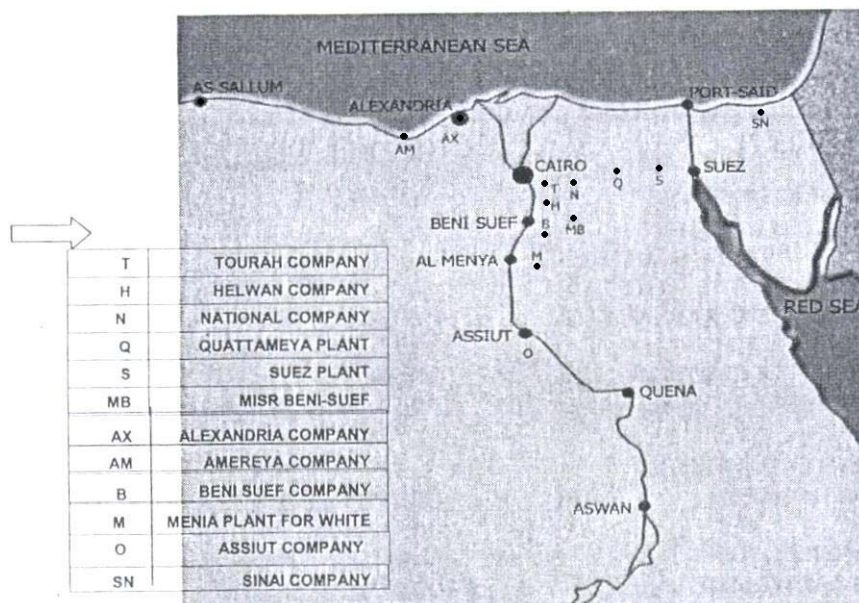 MEDITERRANEAN SEA
AS SALLUM
ALEXANDRIA
PORT-SAID
AX
AM
SN
CAIRO
SUEZ
T
N
Q
S
H
BENI SUEF
B
MB
AL MENYA
M
RED SEA
ASSIUT
O
QUENA
ASWAN
T TOURAH COMPANY
H HELWAN COMPANY
N NATIONAL COMPANY
Q QUATTAMEYA PLANT
S SUEZ PLANT
MB MISR BENI-SUEF
AX ALEXANDRIA COMPANY
AM AMEREYA COMPANY
B BENI SUEF COMPANY
M MENIA PLANT FOR WHITE
O ASSIUT COMPANY
SN SINAI COMPANY